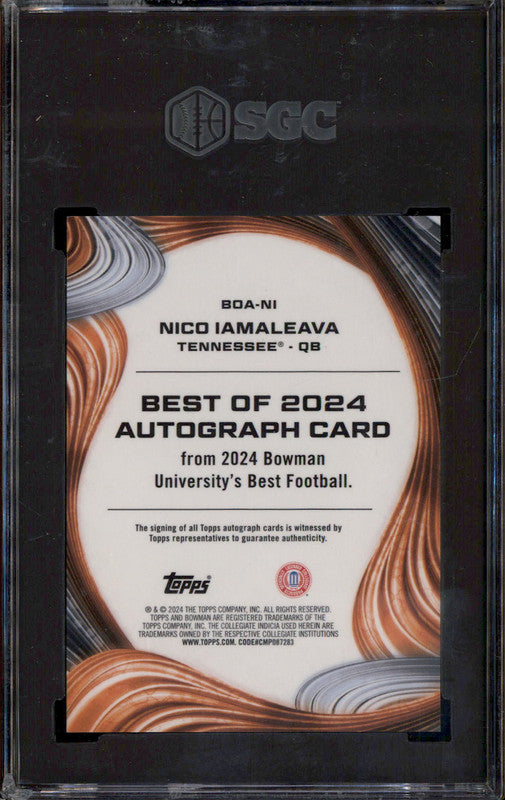 SGC
BOA-NI
NICO IAMALEAVA
TENNESSEE® - QB
BEST OF 2024
AUTOGRAPH CARD
from 2024 Bowman
University's Best Football.
The signing of all Topps autograph cards is witnessed by
Topps representatives to guarantee authenticity.
topps®
® & © 2024 THE TOPPS COMPANY, INC. ALL RIGHTS RESERVED.
TOPPS AND BOWMAN ARE REGISTERED TRADEMARKS OF THE
TOPPS COMPANY, INC. THE COLLEGIATE INDICIA USED HEREIN ARE
TRADEMARKS OWNED BY THE RESPECTIVE COLLEGIATE INSTITUTIONS
WWW.TOPPS.COM. CODE#CMP087283